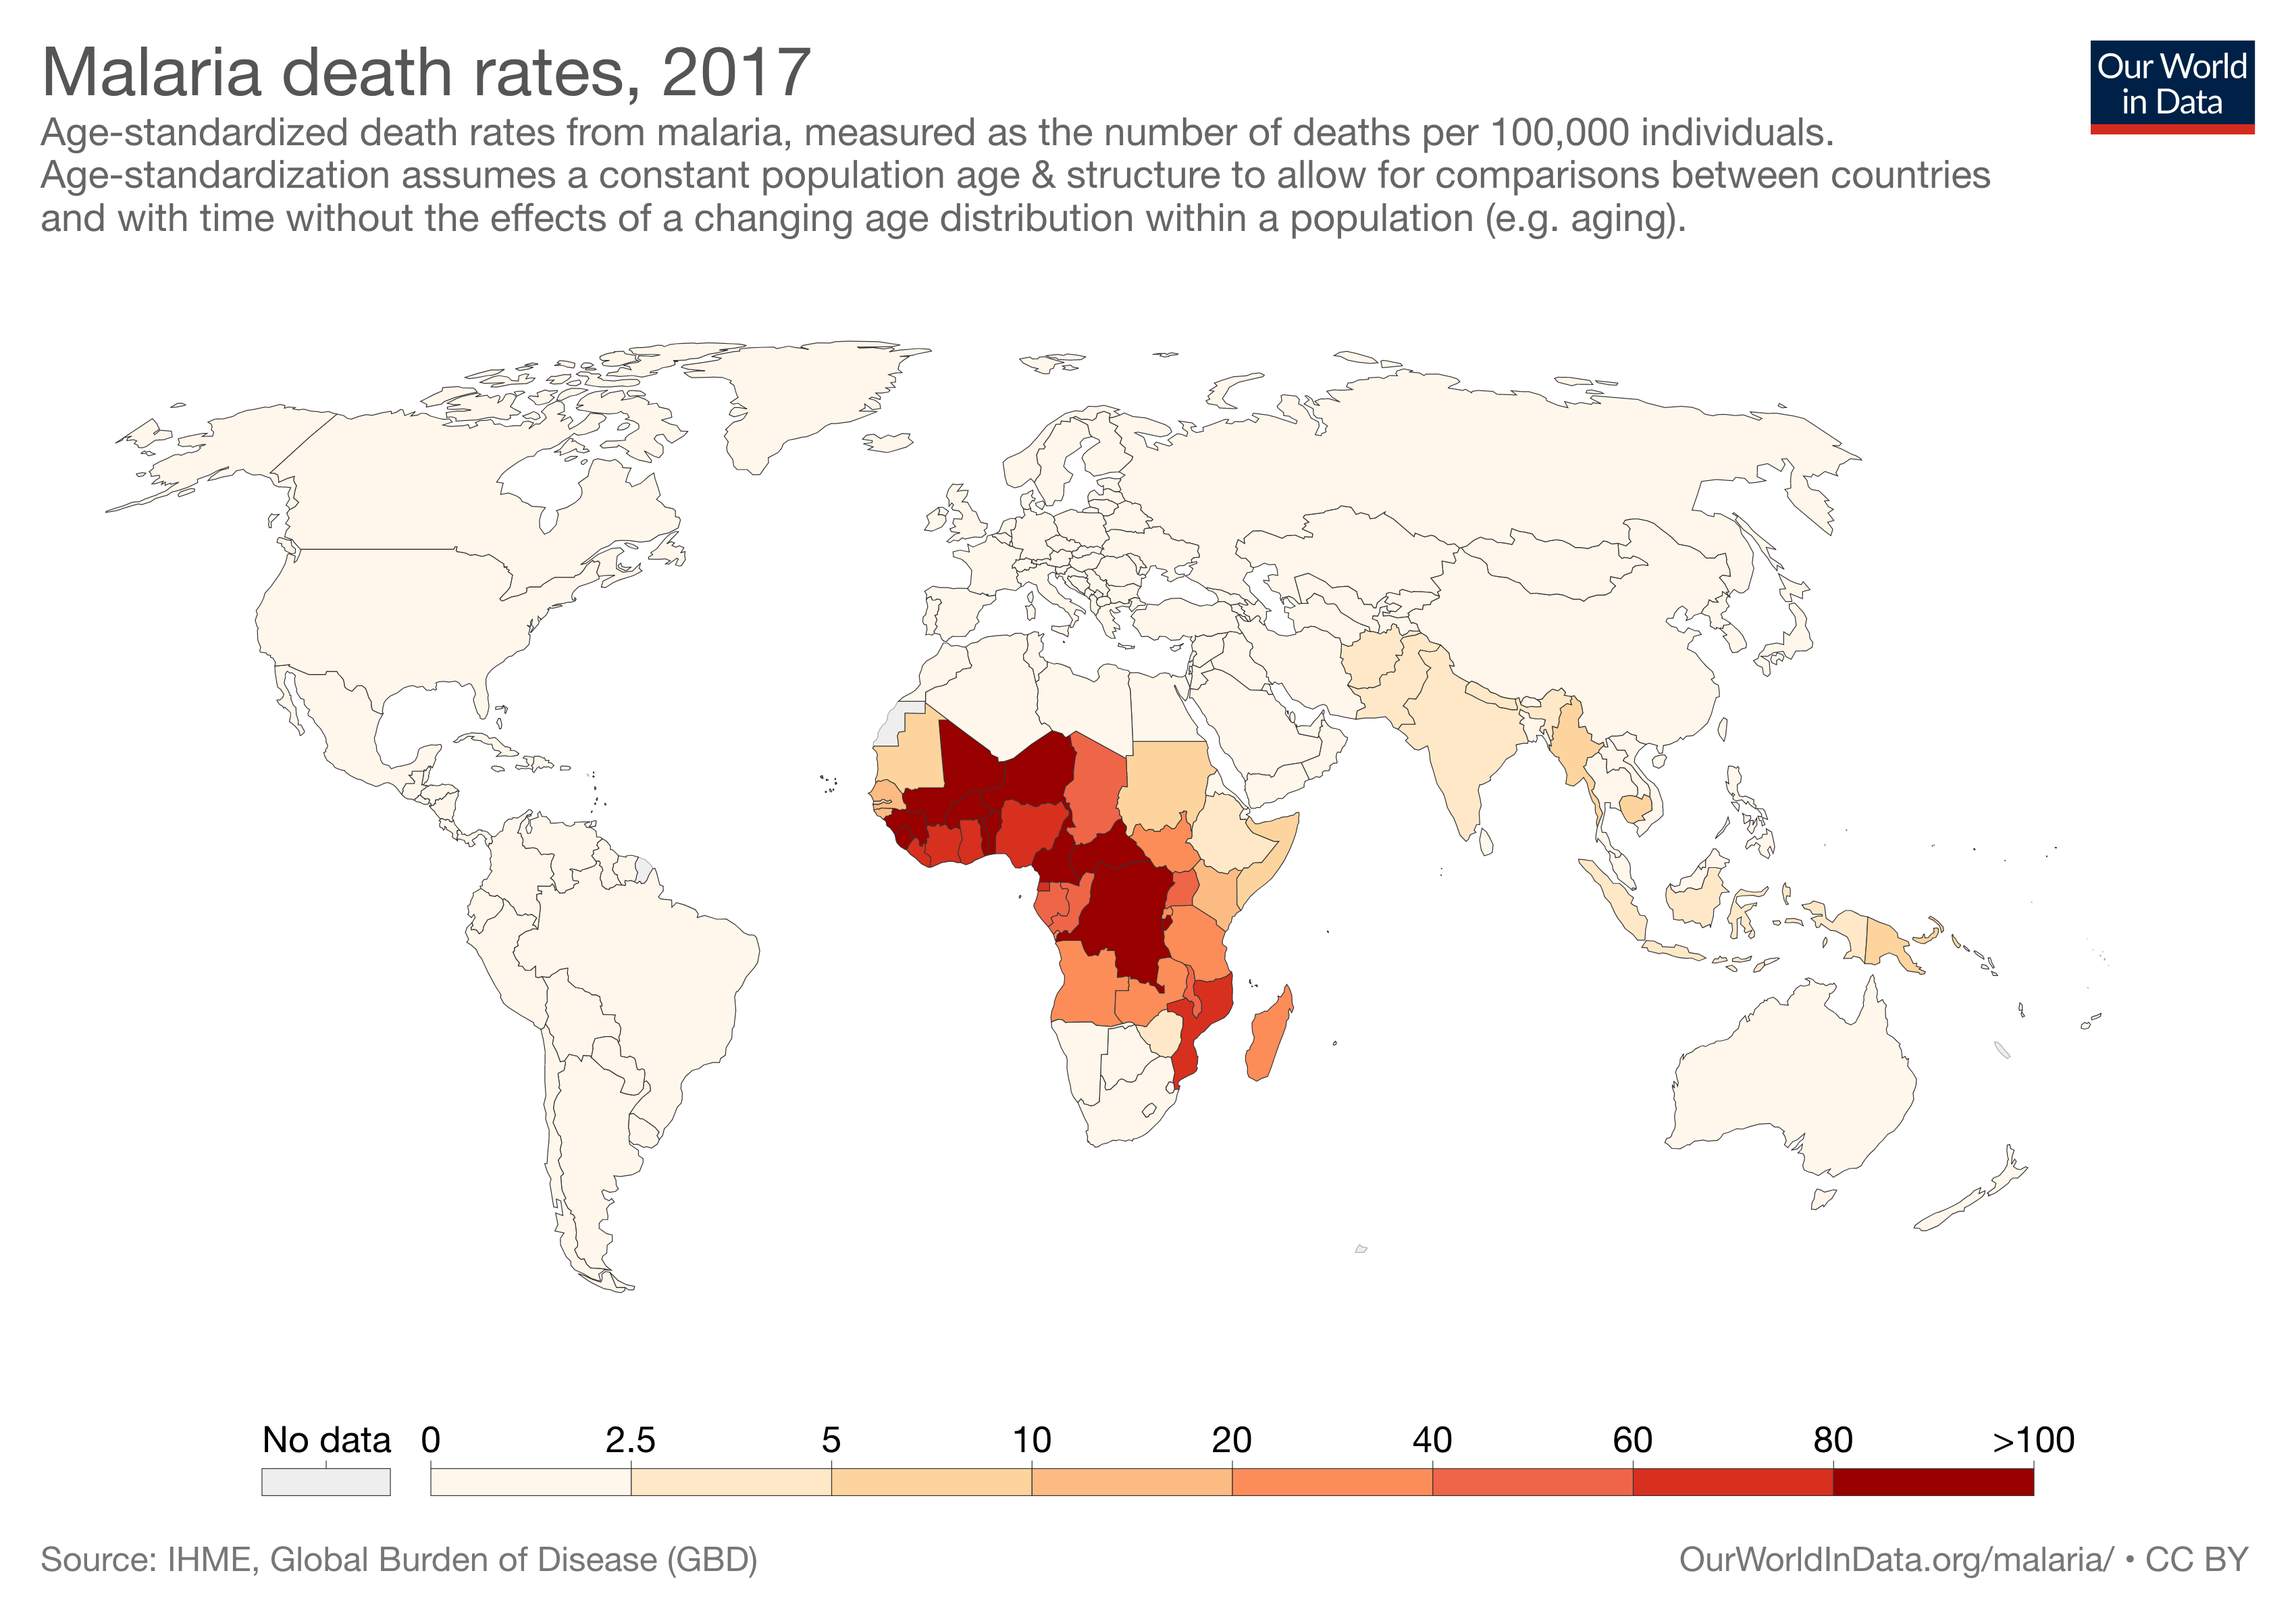 Malaria death rates, 2017
Our World
in Data
Age-standardized death rates from malaria, measured as the number of deaths per 100,000 individuals.
Age-standardization assumes a constant population age & structure to allow for comparisons between countries
and with time without the effects of a changing age distribution within a population (e.g. aging).
No data 0 2.5 5 10 20 40 60 80 >100
Source: IHME, Global Burden of Disease (GBD)
OurWorldInData.org/malaria/ • CC BY